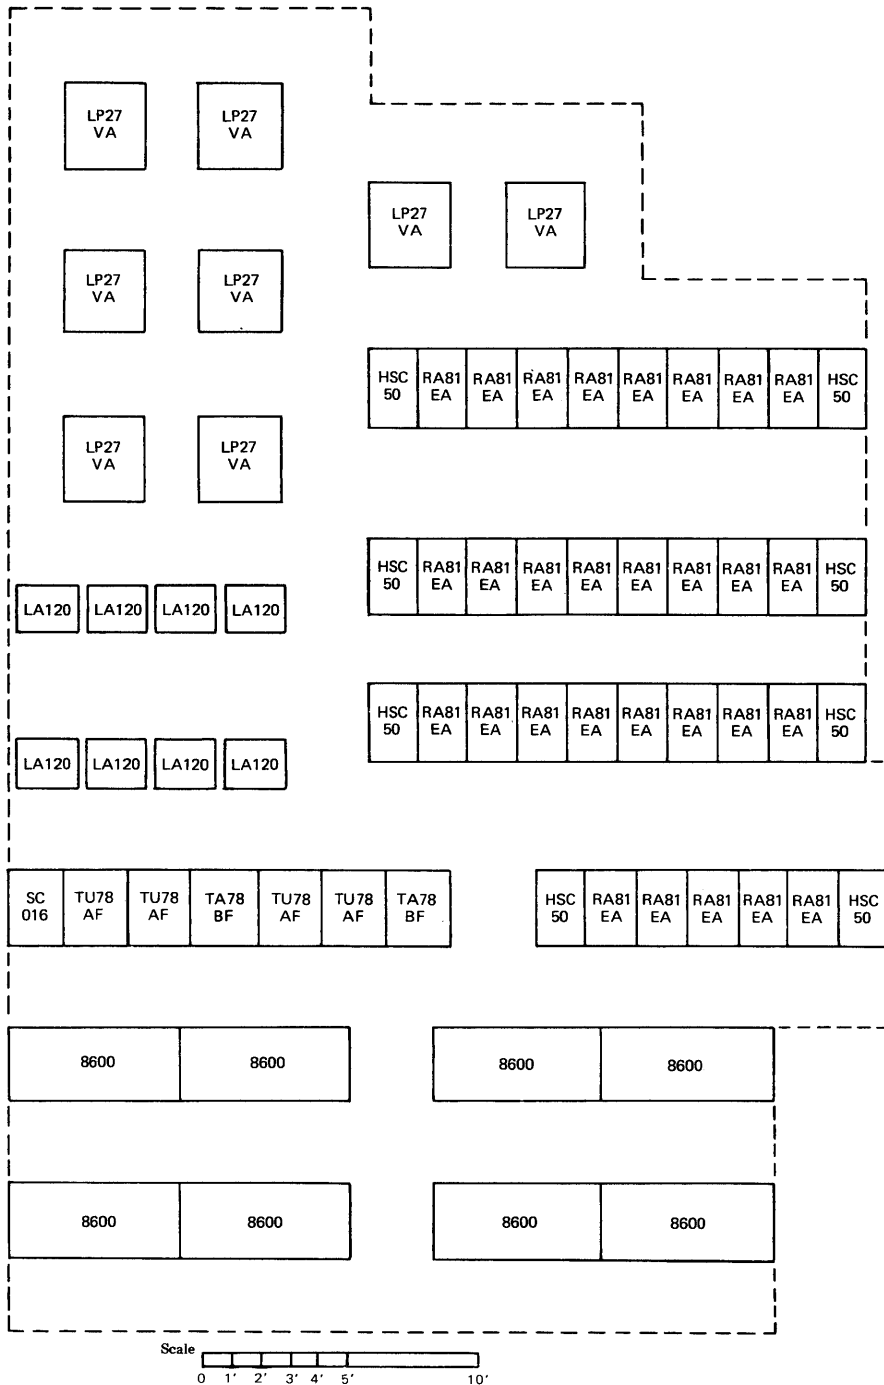 LP27 LP27
VA VA
LP27 LP27
VA VA
LP27 LP27
VA VA
HSC RA81 RA81 RA81 RA81 RA81 RA81 RA81 RA81 HSC
50 EA EA EA EA EA EA EA EA 50
LP27 LP27
VA VA
HSC RA81 RA81 RA81 RA81 RA81 RA81 RA81 RA81 HSC
50 EA EA EA EA EA EA EA EA 50
LA120 LA120 LA120 LA120
HSC RA81 RA81 RA81 RA81 RA81 RA81 RA81 RA81 HSC
50 EA EA EA EA EA EA EA EA 50
LA120 LA120 LA120 LA120
SC TU78 TU78 TA78 TU78 TU78 TA78 HSC RA81 RA81 RA81 RA81 RA81 HSC
016 AF AF BF AF AF BF 50 EA EA EA EA EA 50
8600 8600 8600 8600
8600 8600 8600 8600
Scale
0 1' 2' 3' 4' 5' 10'